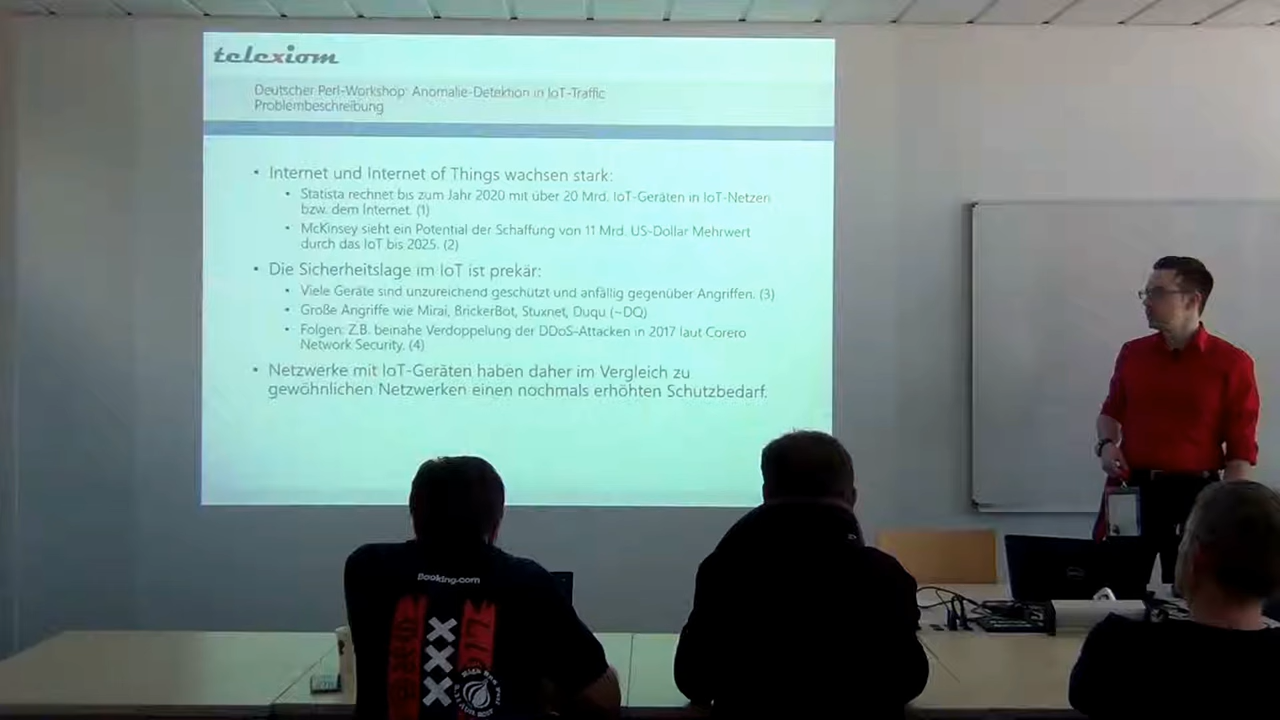 telexiom
Deutscher Perl-Workshop: Anomalie-Detektion in IoT-Traffic
Problembeschreibung
• Internet und Internet of Things wachsen stark:
• Statista rechnet bis zum Jahr 2020 mit über 20 Mrd. IoT-Geräten in IoT-Netzen
bzw. dem Internet. (1)
• McKinsey sieht ein Potential der Schaffung von 11 Mrd. US-Dollar Mehrwert
durch das IoT bis 2025. (2)
• Die Sicherheitslage im IoT ist prekär:
• Viele Geräte sind unzureichend geschützt und anfällig gegenüber Angriffen. (3)
• Große Angriffe wie Mirai, BrickerBot, Stuxnet, Duqu (~DQ)
• Folgen: Z.B. beinahe Verdoppelung der DDoS-Attacken in 2017 laut Corero
Network Security. (4)
• Netzwerke mit IoT-Geräten haben daher im Vergleich zu
gewöhnlichen Netzwerken einen nochmals erhöhten Schutzbedarf.
Booking.com
XXX
DELL